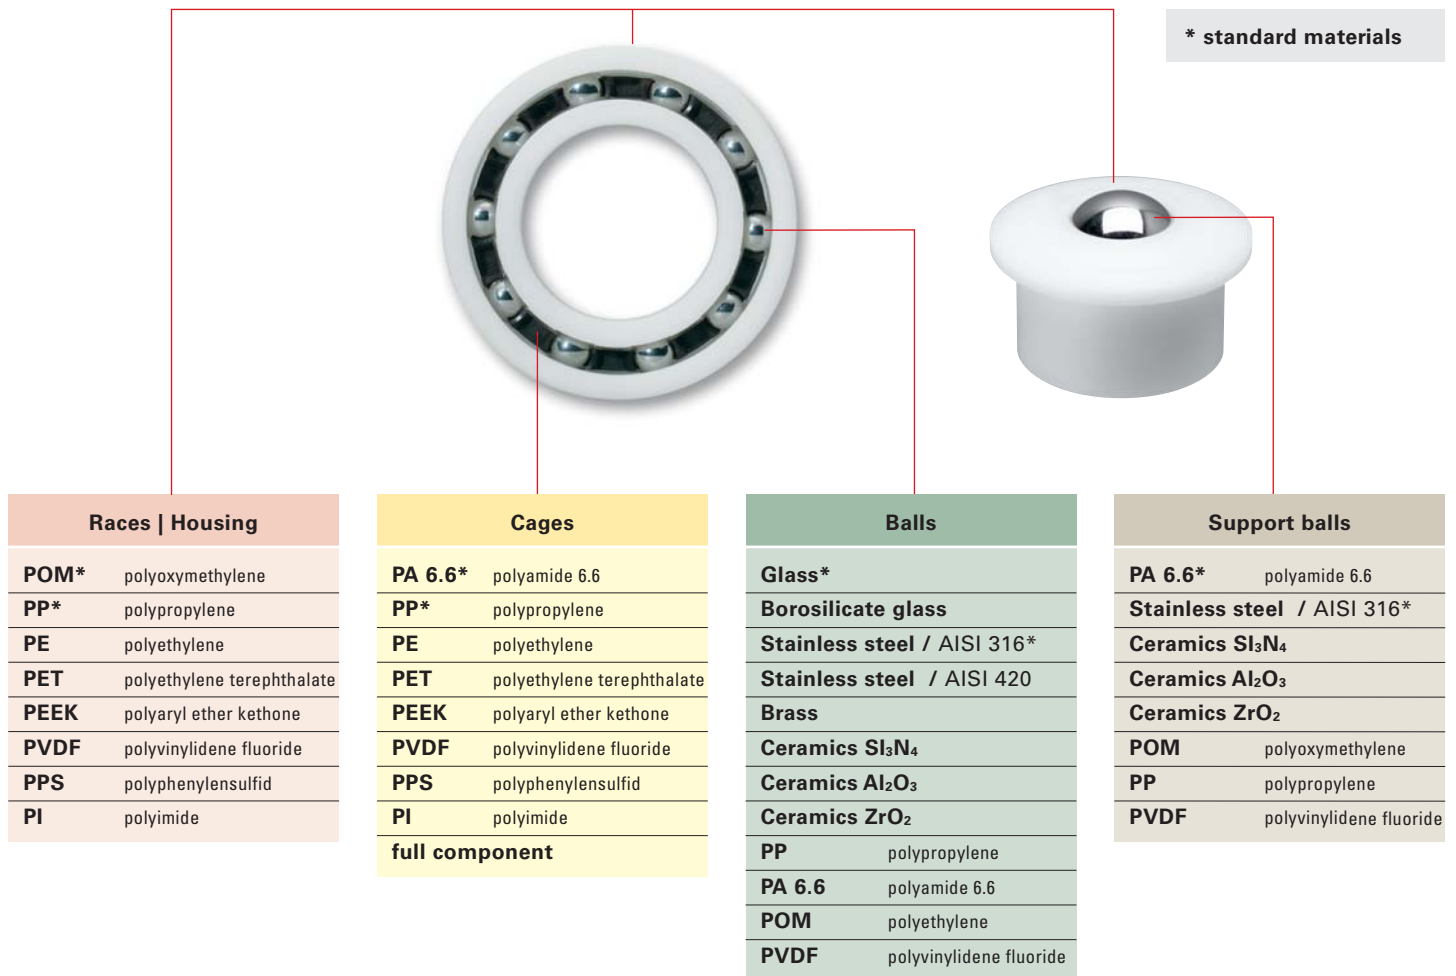 * standard materials
Races | Housing
POM* polyoxymethylene
PP* polypropylene
PE polyethylene
PET polyethylene terephthalate
PEEK polyaryl ether kethone
PVDF polyvinylidene fluoride
PPS polyphenylensulfid
PI polyimide
Cages
PA 6.6* polyamide 6.6
PP* polypropylene
PE polyethylene
PET polyethylene terephthalate
PEEK polyaryl ether kethone
PVDF polyvinylidene fluoride
PPS polyphenylensulfid
PI polyimide
full component
Balls
Glass*
Borosilicate glass
Stainless steel / AISI 316*
Stainless steel / AISI 420
Brass
Ceramics SI₃N₄
Ceramics Al₂O₃
Ceramics ZrO₂
PP polypropylene
PA 6.6 polyamide 6.6
POM polyethylene
PVDF polyvinylidene fluoride
Support balls
PA 6.6* polyamide 6.6
Stainless steel / AISI 316*
Ceramics SI₃N₄
Ceramics Al₂O₃
Ceramics ZrO₂
POM polyoxymethylene
PP polypropylene
PVDF polyvinylidene fluoride